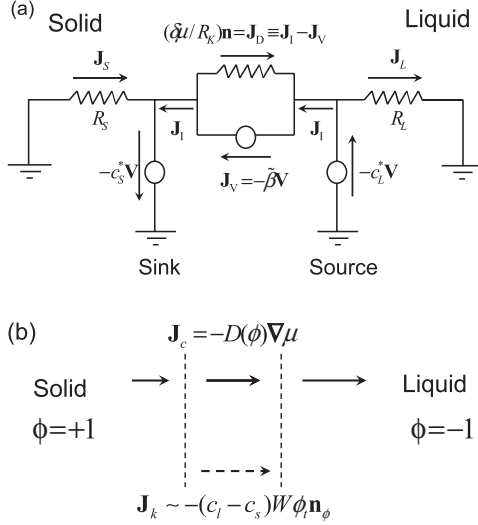 (a)
Solid
Liquid
(δμ/R_K)n=J_D≡J_I−J_V
J_S
J_L
R_S
J_I
J_I
R_L
−c_S^*V
J_V=−β̃V
−c_L^*V
Sink
Source
(b)
J_c=−D(ϕ)∇μ
Solid
Liquid
ϕ=+1
ϕ=−1
J_k ~ −(c_l−c_s)Wϕ_t n_ϕ